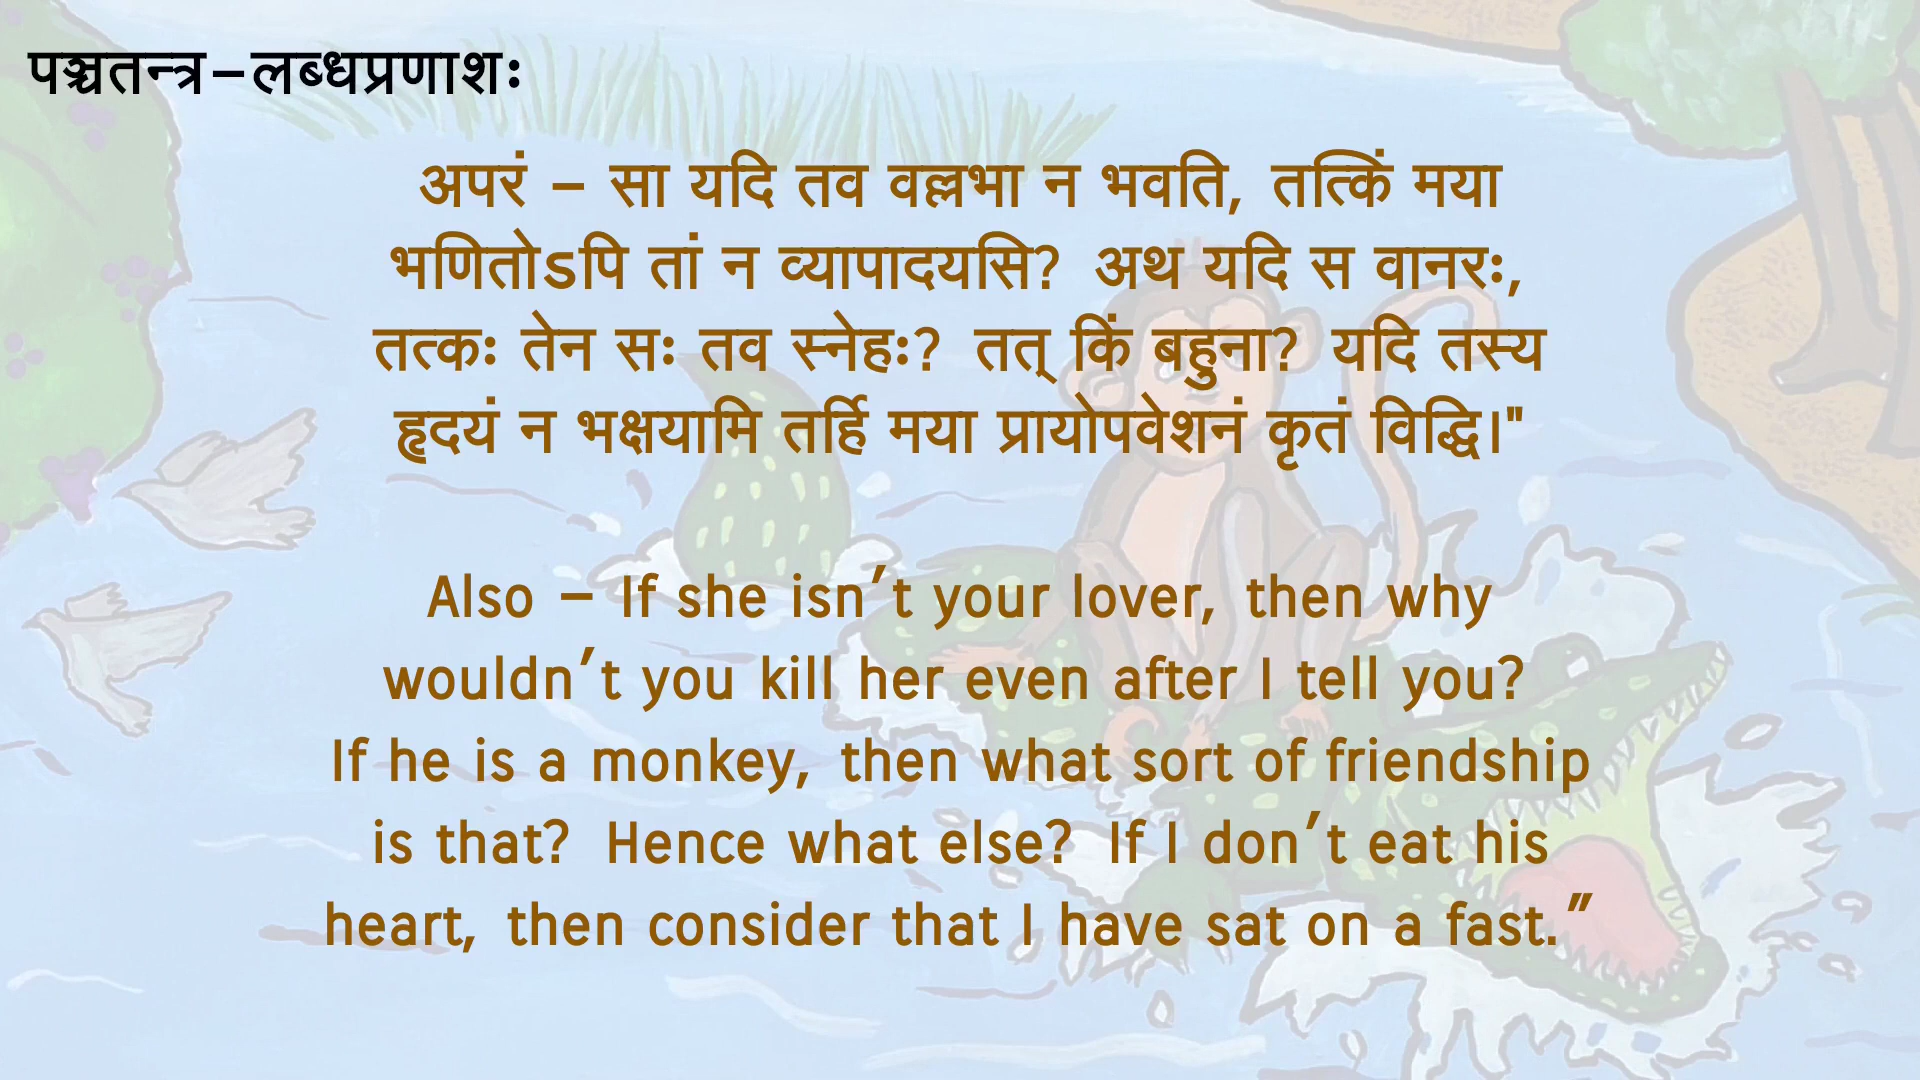 पञ्चतन्त्र-लब्धप्रणाशः
अपरं - सा यदि तव वल्लभा न भवति, तत्किं मया
भणितोऽपि तां न व्यापादयसि? अथ यदि स वानरः,
तत्कः तेन सः तव स्नेहः? तत् किं बहुना? यदि तस्य
हृदयं न भक्षयामि तर्हि मया प्रायोपवेशनं कृतं विद्धि।"
Also - If she isn't your lover, then why
wouldn't you kill her even after I tell you?
If he is a monkey, then what sort of friendship
is that? Hence what else? If I don't eat his
heart, then consider that I have sat on a fast."